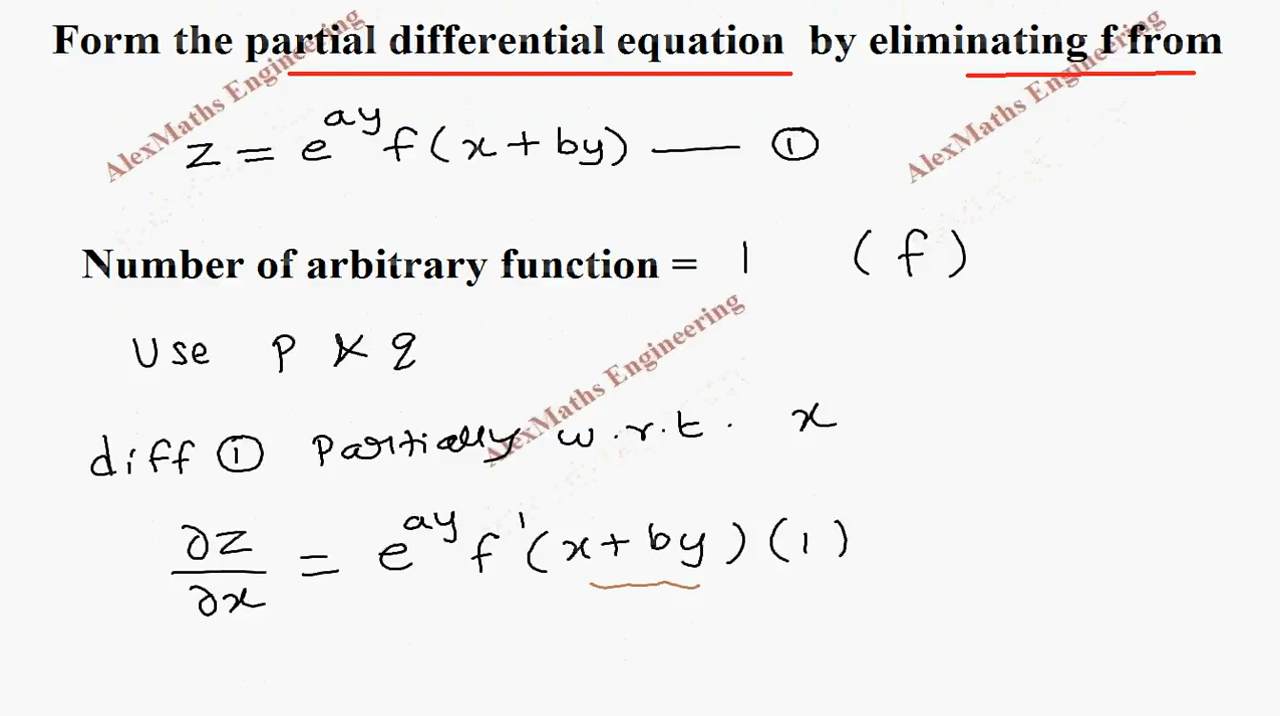 Form the partial differential equation by eliminating f from
z = e^{ay} f(x + by) — ①
Number of arbitrary function = 1 (f)
Use p & q
diff ① Partially w.r.t. x
∂z/∂x = e^{ay} f'(x + by)(1)
AlexMaths Engineering
AlexMaths Engineering
AlexMaths Engineering